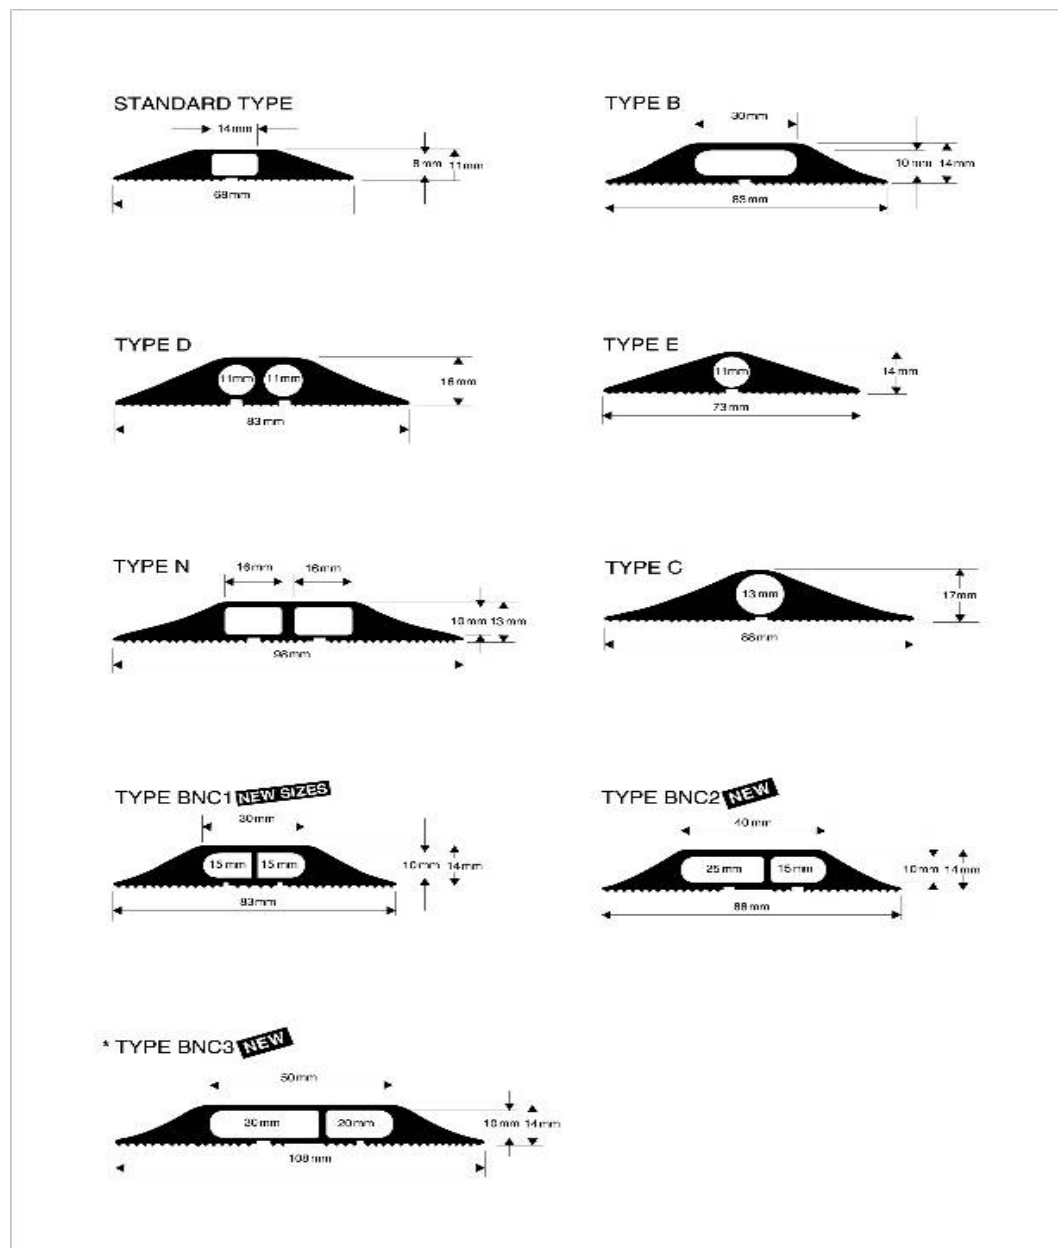 STANDARD TYPE
14mm
8mm 11mm
68mm
TYPE B
30mm
10mm 14mm
83mm
TYPE D
11mm 11mm
16mm
83mm
TYPE E
11mm
14mm
73mm
TYPE N
16mm 16mm
10mm 13mm
98mm
TYPE C
13mm
17mm
88mm
TYPE BNC1 NEW SIZES
30mm
15mm 15mm
10mm 14mm
83mm
TYPE BNC2 NEW
40mm
25mm 15mm
10mm 14mm
88mm
* TYPE BNC3 NEW
50mm
30mm 20mm
10mm 14mm
108mm